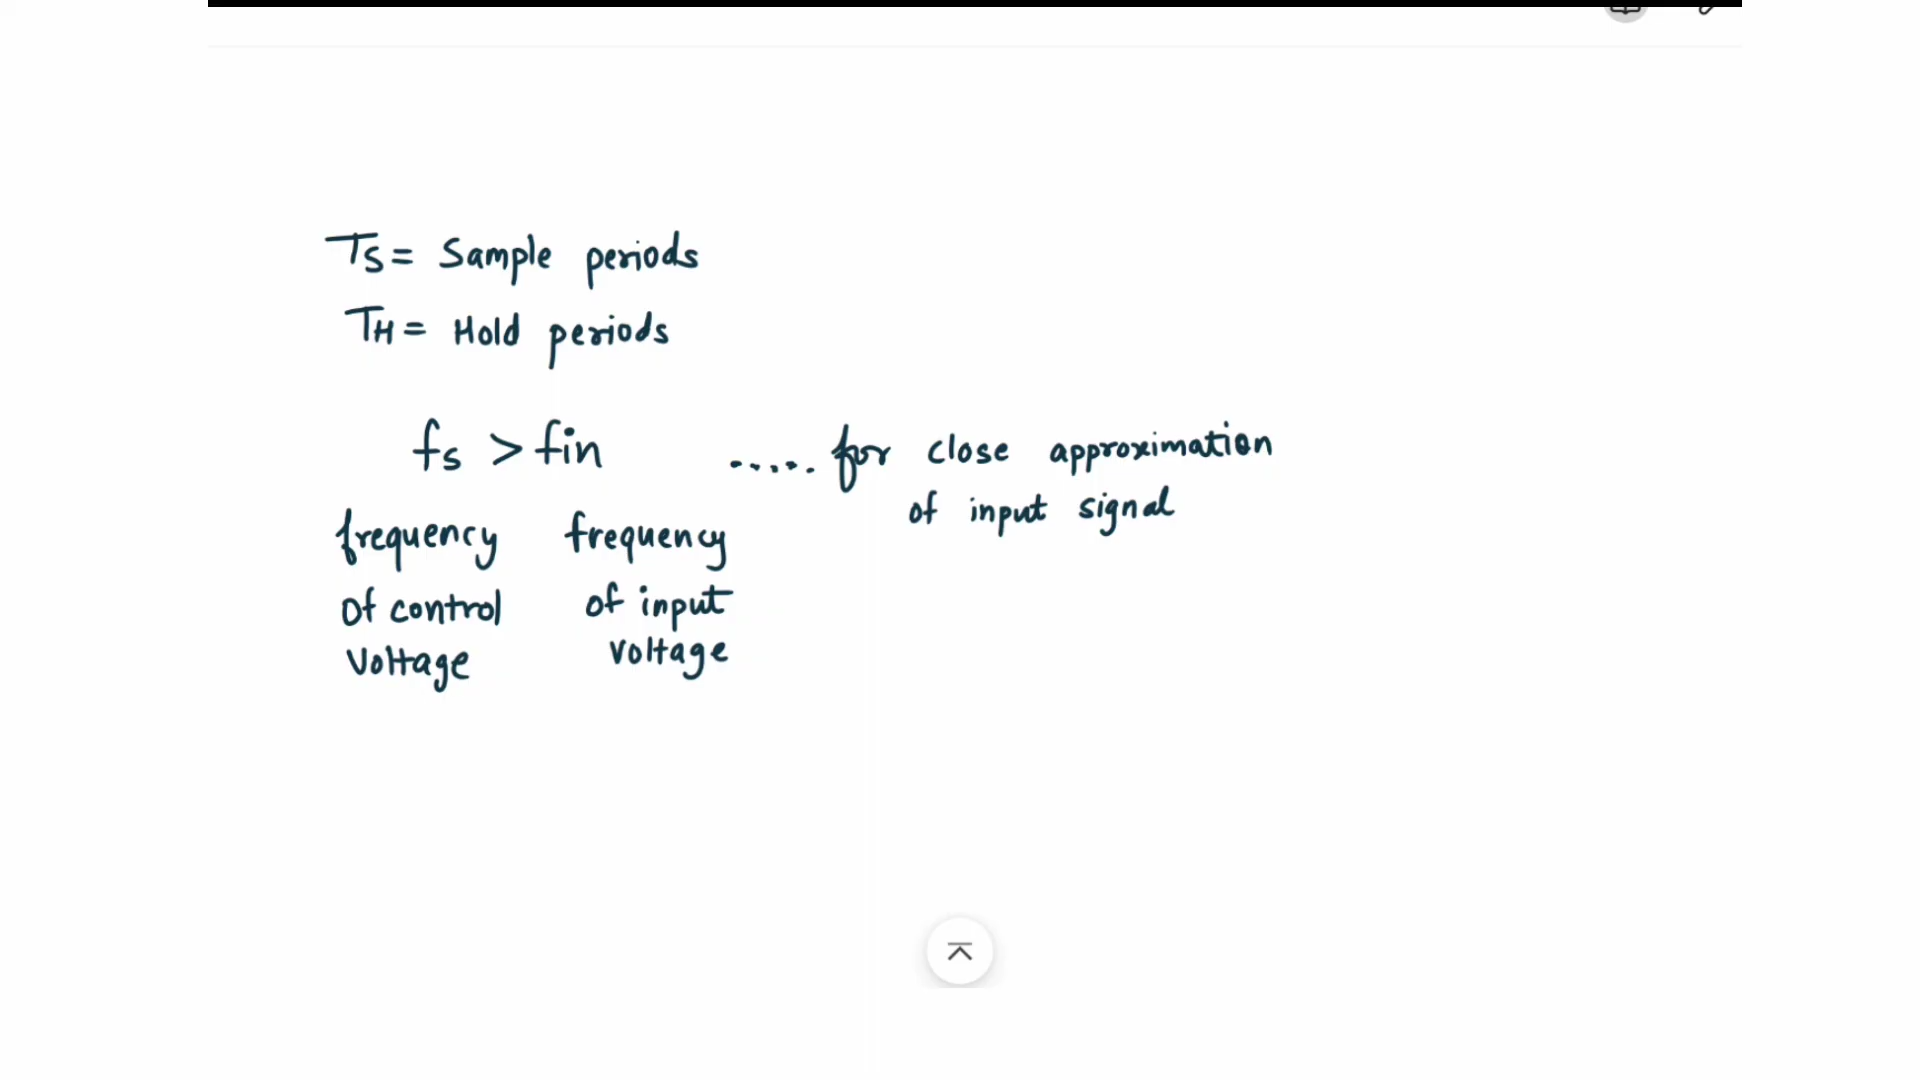 Ts = Sample periods
TH = Hold periods
fs > fin ..... for close approximation
of input signal
frequency frequency
of control of input
voltage voltage